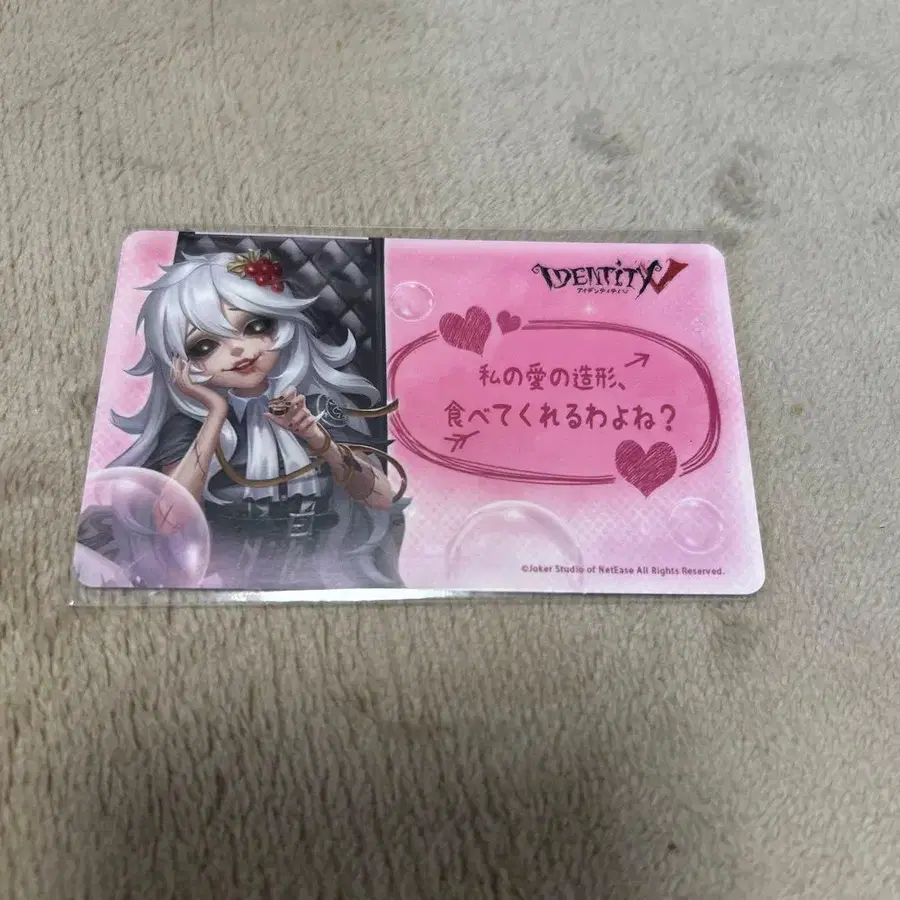 IDENTITY V
アイデンティティV
私の愛の造形、
食べてくれるわよね？
©Joker Studio of NetEase All Rights Reserved.